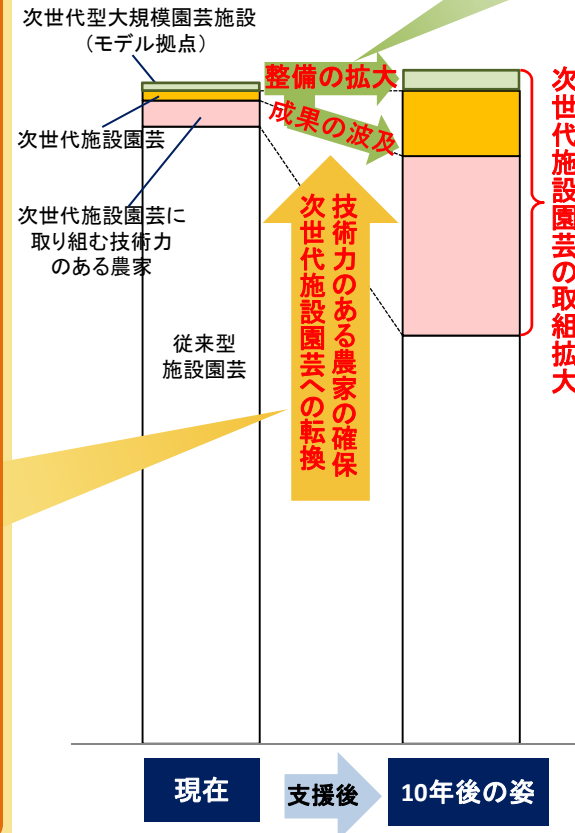 次世代型大規模園芸施設
（モデル拠点）
次世代施設園芸
次世代施設園芸に
取り組む技術力
のある農家
従来型
施設園芸
整備の拡大
成果の波及
技術力のある農家の確保
次世代施設園芸への転換
次世代施設園芸の取組拡大
現在
支援後
10年後の姿